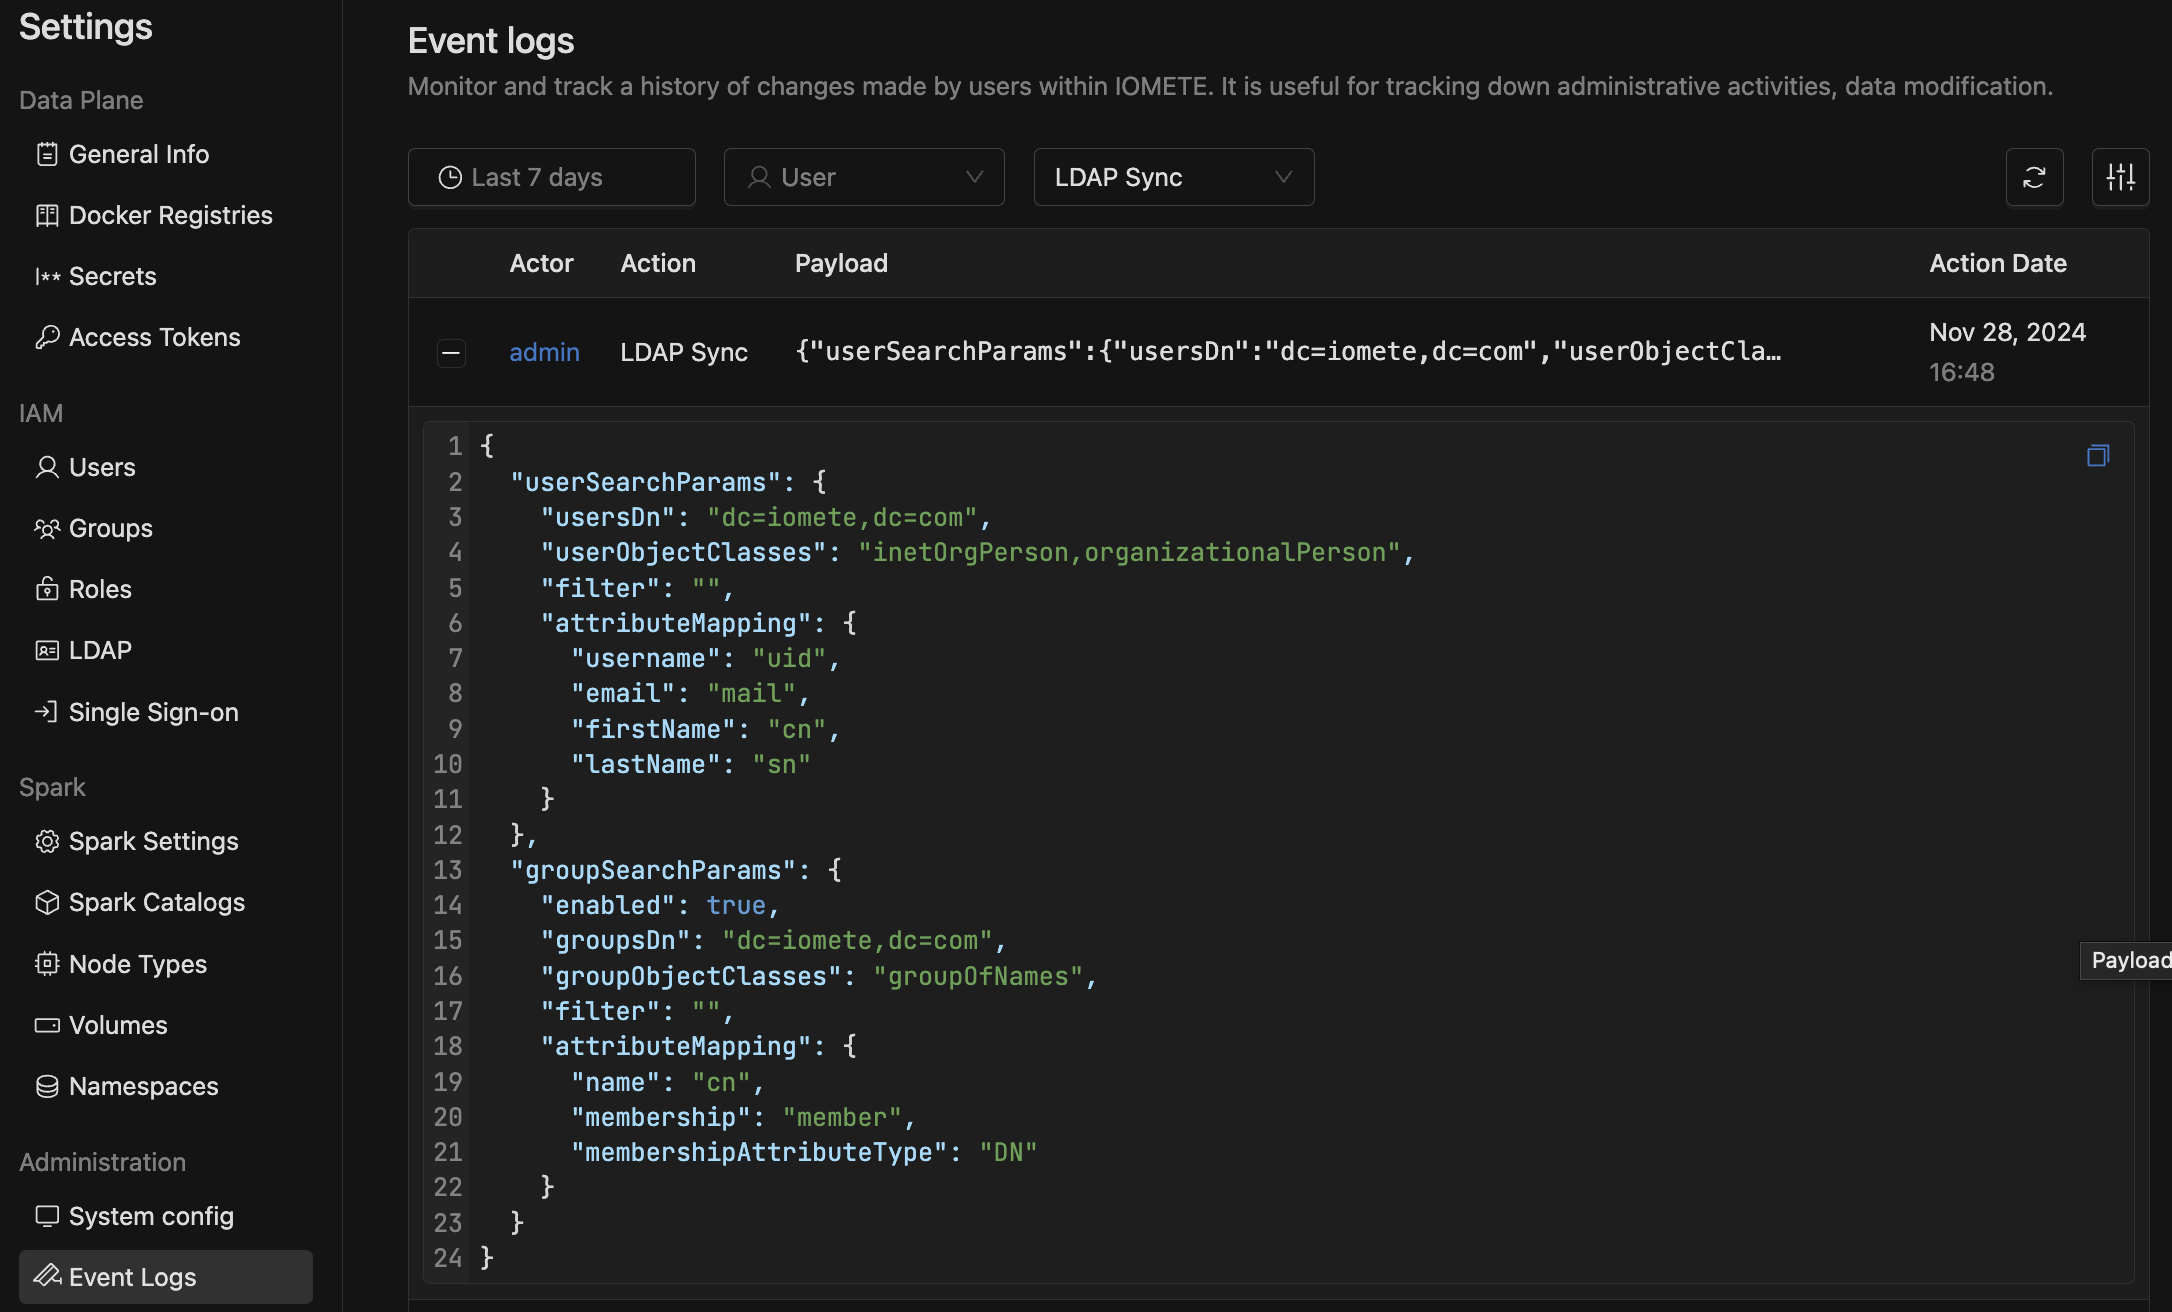 Settings
Data Plane
General Info
Docker Registries
Secrets
Access Tokens
IAM
Users
Groups
Roles
LDAP
Single Sign-on
Spark
Spark Settings
Spark Catalogs
Node Types
Volumes
Namespaces
Administration
System config
Event Logs
Event logs
Monitor and track a history of changes made by users within IOMETE. It is useful for tracking down administrative activities, data modification.
Last 7 days User LDAP Sync
Actor Action Payload Action Date
admin LDAP Sync {"userSearchParams":{"usersDn":"dc=iomete,dc=com","userObjectCla... Nov 28, 2024
16:48
1 {
2   "userSearchParams": {
3     "usersDn": "dc=iomete,dc=com",
4     "userObjectClasses": "inetOrgPerson,organizationalPerson",
5     "filter": "",
6     "attributeMapping": {
7       "username": "uid",
8       "email": "mail",
9       "firstName": "cn",
10       "lastName": "sn"
11     }
12   },
13   "groupSearchParams": {
14     "enabled": true,
15     "groupsDn": "dc=iomete,dc=com",
16     "groupObjectClasses": "groupOfNames",
17     "filter": "",
18     "attributeMapping": {
19       "name": "cn",
20       "membership": "member",
21       "membershipAttributeType": "DN"
22     }
23   }
24 }
Payload